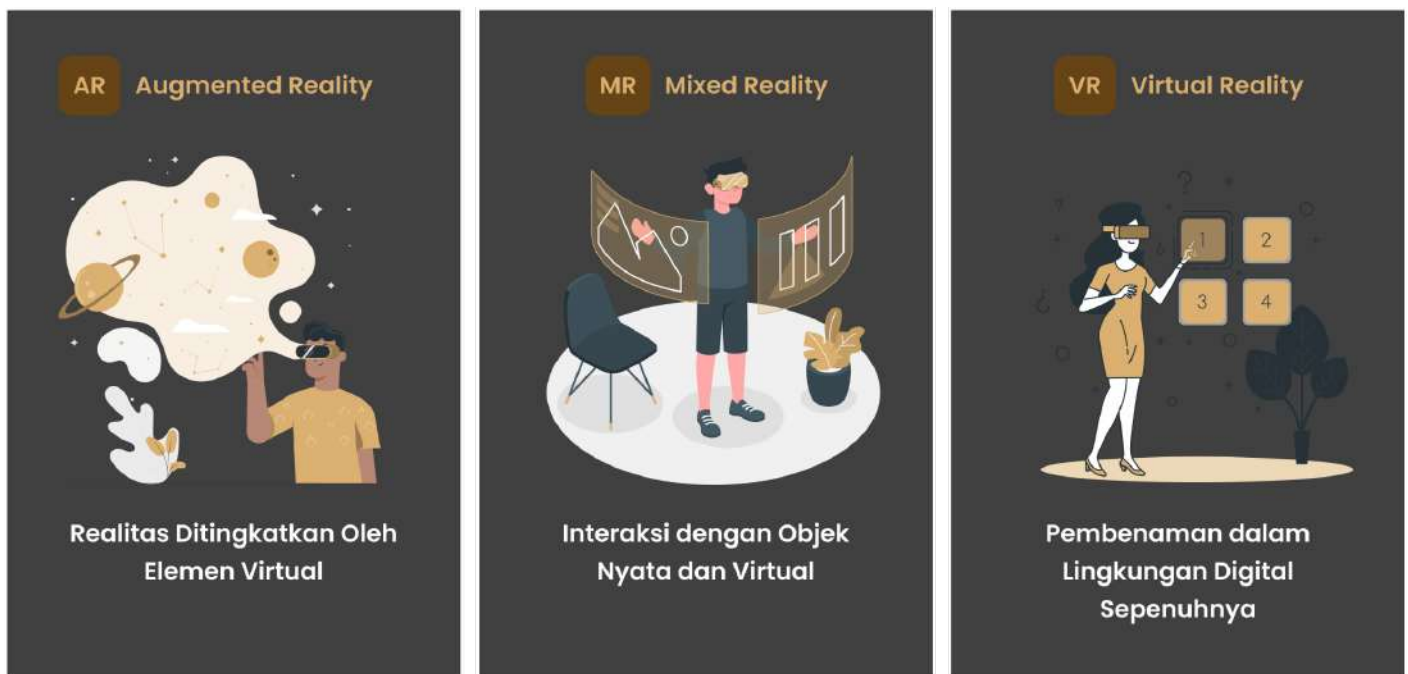 AR Augmented Reality
Realitas Ditingkatkan Oleh
Elemen Virtual
MR Mixed Reality
Interaksi dengan Objek
Nyata dan Virtual
VR Virtual Reality
1 2
3 4
Pembenaman dalam
Lingkungan Digital
Sepenuhnya